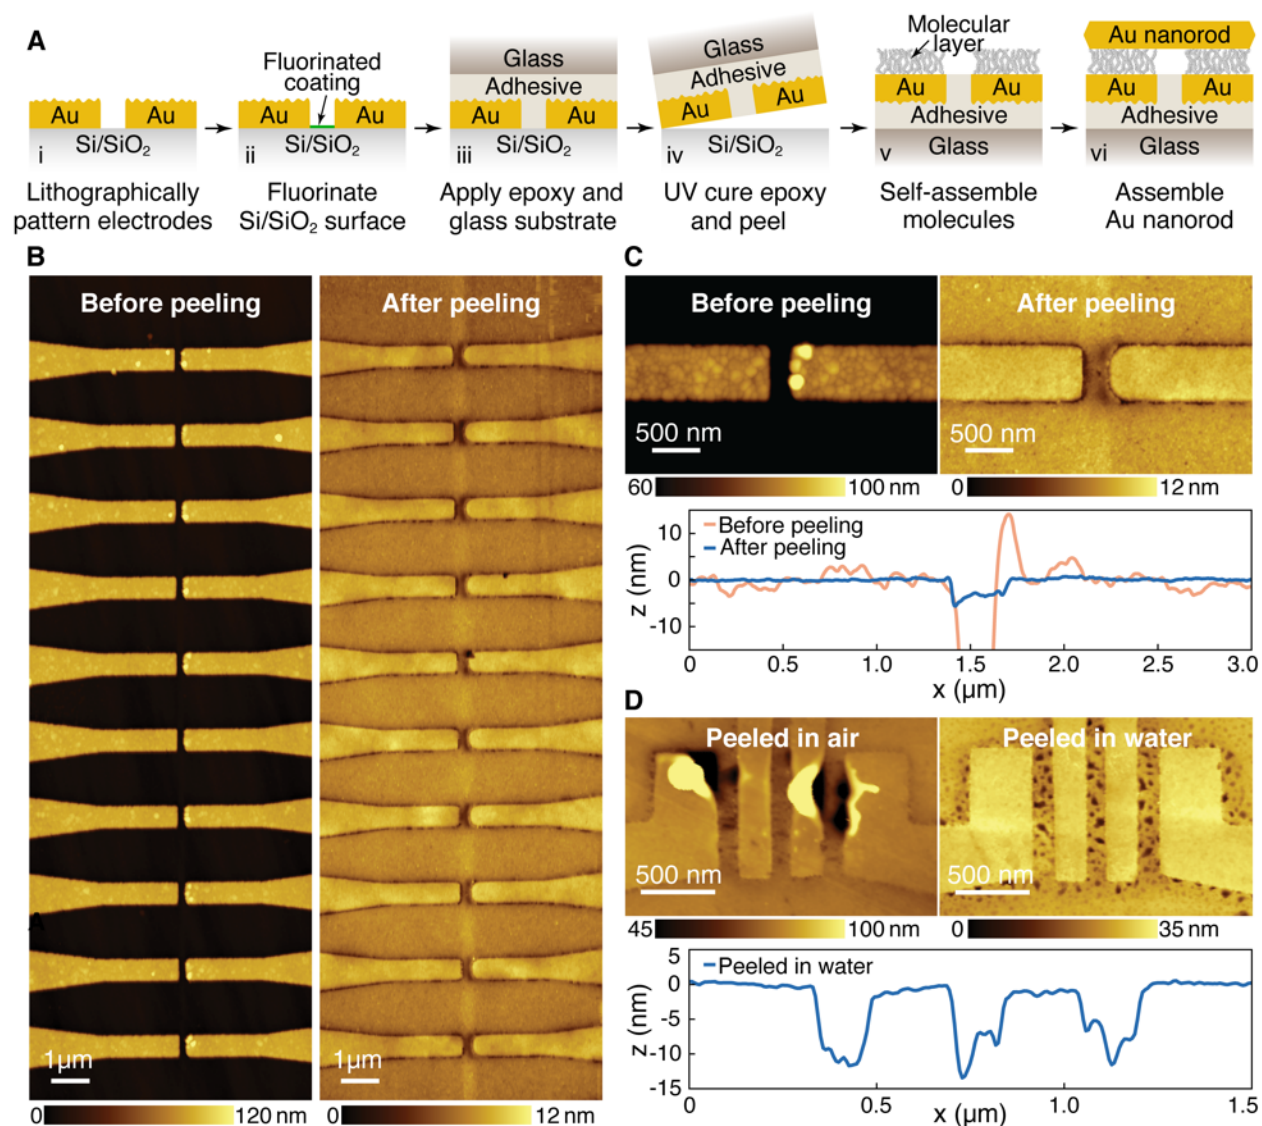 A
Au
Au
Si/SiO2
i
Lithographically
pattern electrodes
Fluorinated
coating
Au
Au
Si/SiO2
ii
Fluorinate
Si/SiO2 surface
Glass
Adhesive
Au
Au
Si/SiO2
iii
Apply epoxy and
glass substrate
Glass
Adhesive
Au
Au
Si/SiO2
iv
UV cure epoxy
and peel
Molecular
layer
Au
Au
Adhesive
Glass
v
Self-assemble
molecules
Au nanorod
Au
Au
Adhesive
Glass
vi
Assemble
Au nanorod
B
Before peeling
1µm
0 120 nm
After peeling
1µm
0 12 nm
A
C
Before peeling
500 nm
60 100 nm
After peeling
500 nm
0 12 nm
Before peeling
After peeling
z (nm)
10
0
-10
0 0.5 1.0 1.5 2.0 2.5 3.0
x (µm)
D
Peeled in air
500 nm
45 100 nm
Peeled in water
500 nm
0 35 nm
Peeled in water
z (nm)
5
0
-5
-10
-15
0 0.5 1.0 1.5
x (µm)